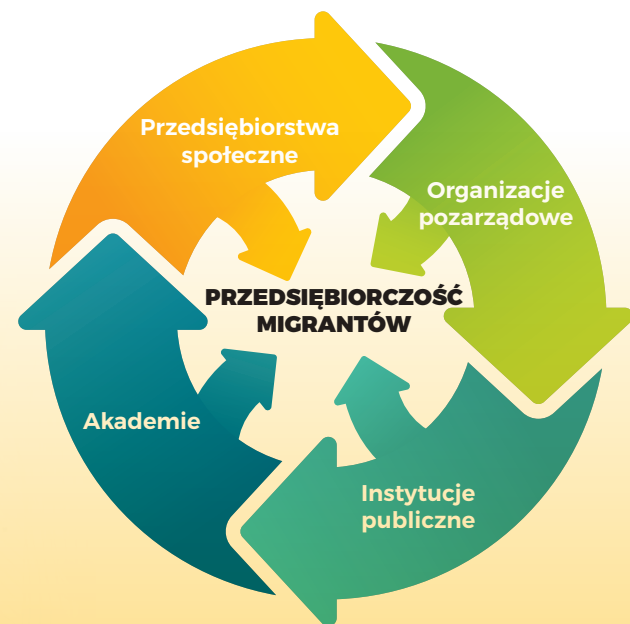 Przedsiębiorstwa
społeczne
Organizacje
pozarządowe
PRZEDSIĘBIORCZOŚĆ
MIGRANTÓW
Akademie
Instytucje
publiczne